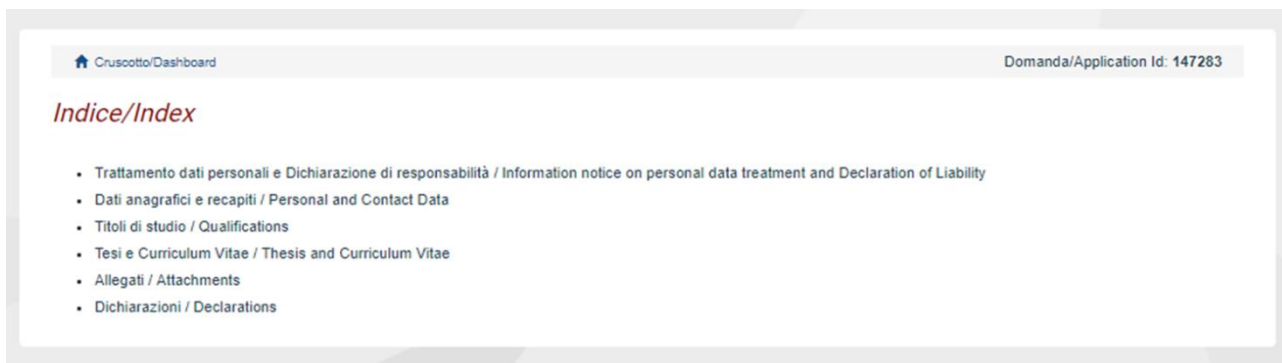 Cruscotto/Dashboard
Domanda/Application Id: 147283
Indice/Index
Trattamento dati personali e Dichiarazione di responsabilità / Information notice on personal data treatment and Declaration of Liability
Dati anagrafici e recapiti / Personal and Contact Data
Titoli di studio / Qualifications
Tesi e Curriculum Vitae / Thesis and Curriculum Vitae
Allegati / Attachments
Dichiarazioni / Declarations